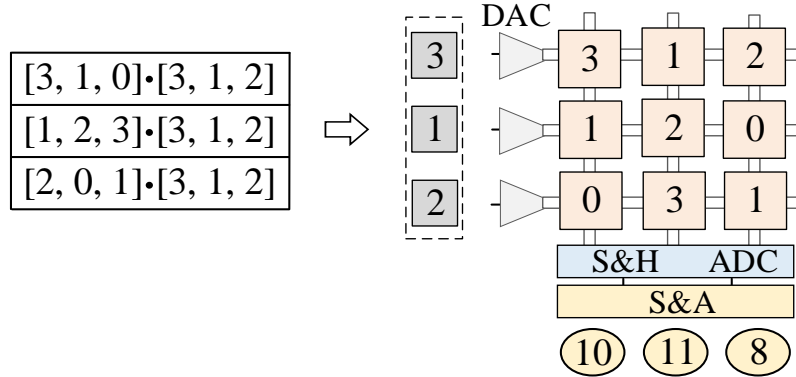 DAC
[3, 1, 0]•[3, 1, 2]
[1, 2, 3]•[3, 1, 2]
[2, 0, 1]•[3, 1, 2]
3
1
2
3 1 2
1 2 0
0 3 1
S&H ADC
S&A
10 11 8